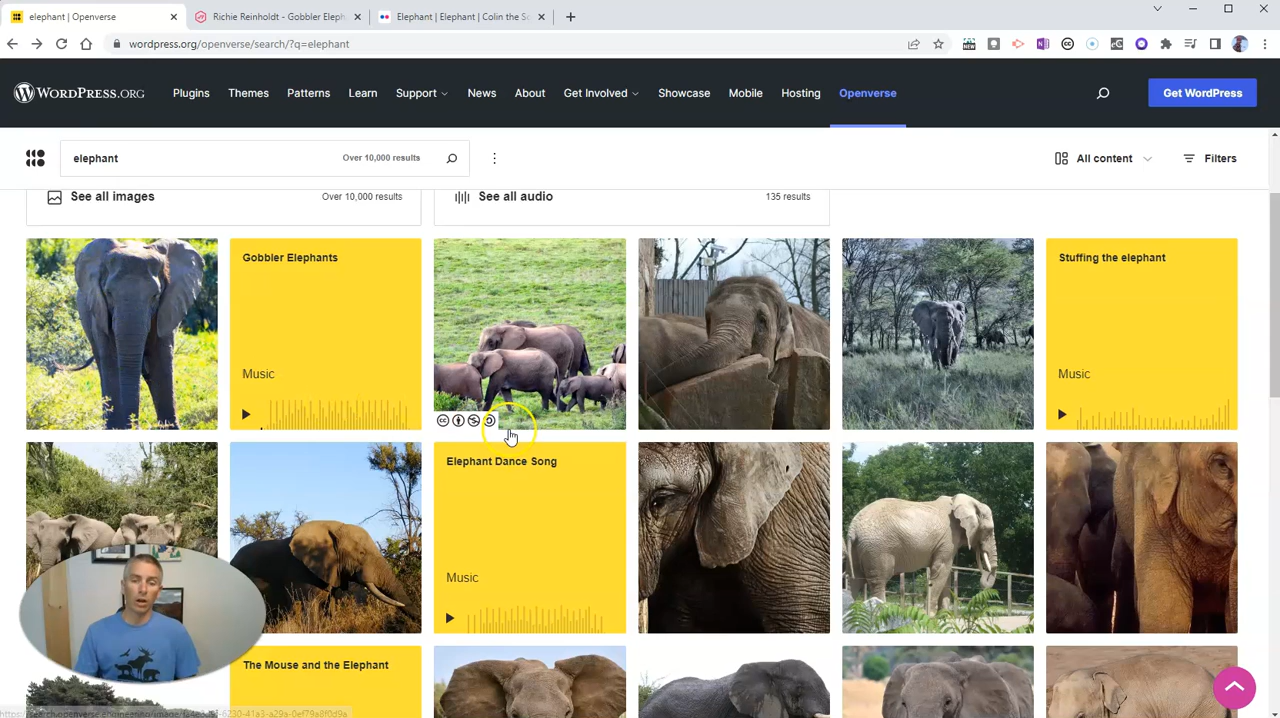 elephant | Openverse
Richie Reinholdt - Gobbler Eleph
Elephant | Elephant | Colin the Sc
wordpress.org/openverse/search/?q=elephant
WORDPRESS.ORG
Plugins
Themes
Patterns
Learn
Support
News
About
Get Involved
Showcase
Mobile
Hosting
Openverse
Get WordPress
elephant
Over 10,000 results
All content
Filters
See all images
Over 10,000 results
See all audio
135 results
Gobbler Elephants
Music
Stuffing the elephant
Music
Elephant Dance Song
Music
The Mouse and the Elephant